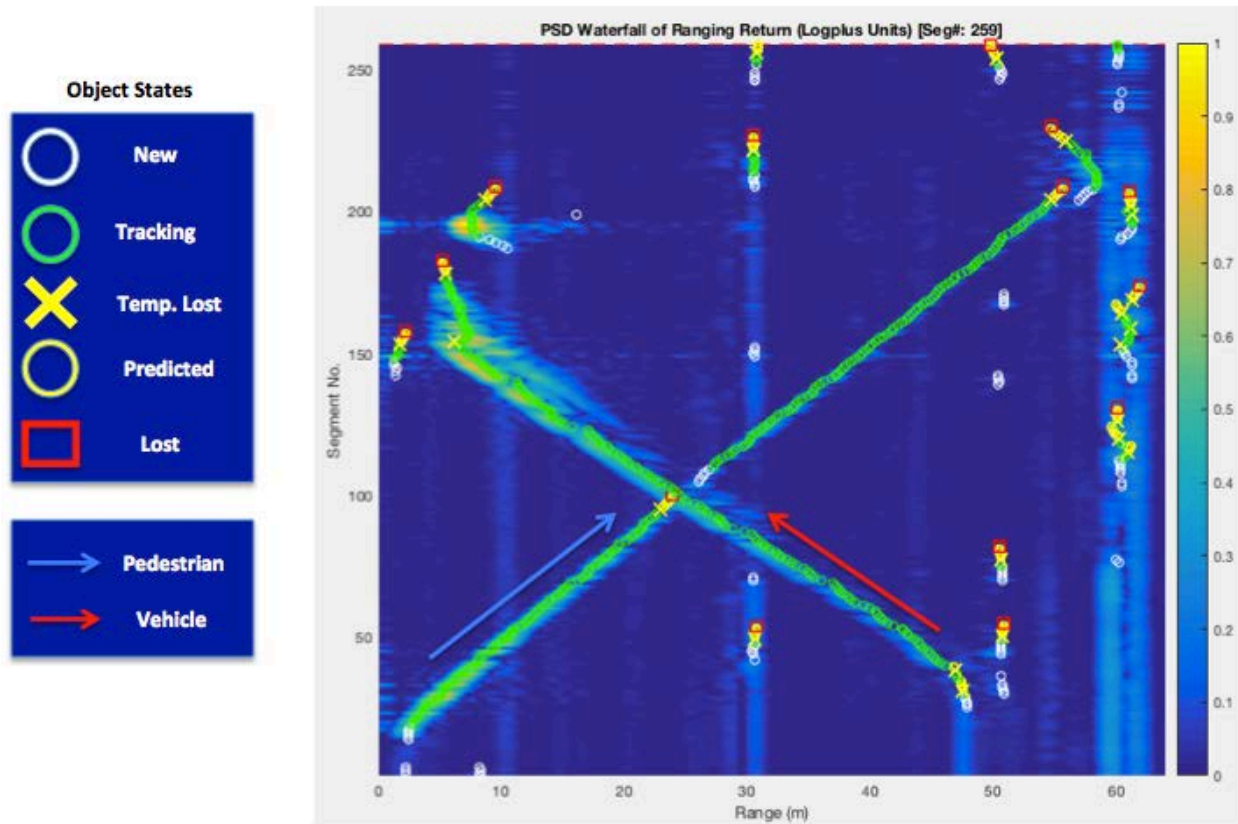 Object States
New
Tracking
Temp. Lost
Predicted
Lost
Pedestrian
Vehicle
PSD Waterfall of Ranging Return (Logplus Units) [Seg#: 259]
Segment No.
250
200
150
100
50
0
10
20
30
40
50
60
Range (m)
1
0.9
0.8
0.7
0.6
0.5
0.4
0.3
0.2
0.1
0